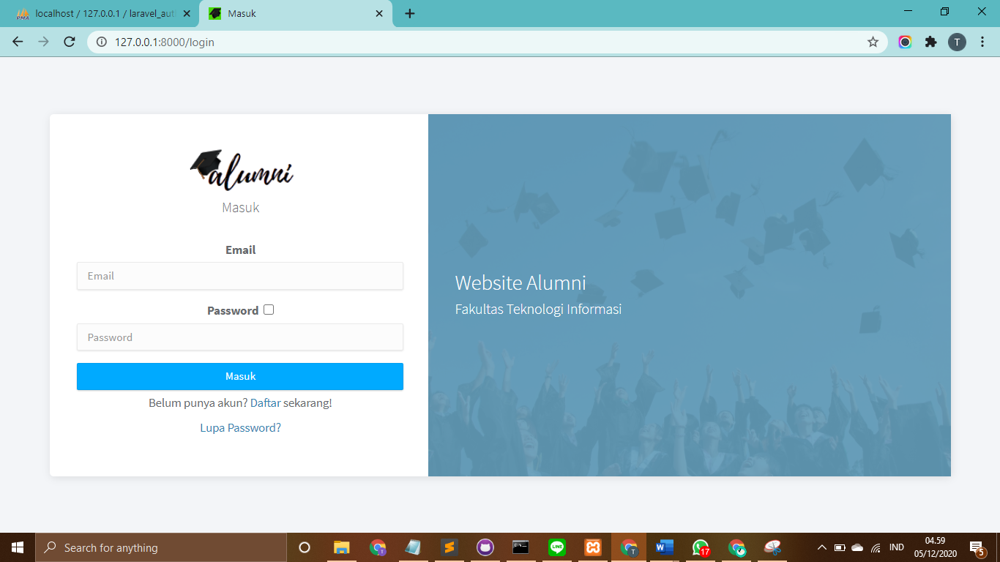 localhost / 127.0.0.1 / laravel_auth
Masuk
127.0.0.1:8000/login
T
alumni
Masuk
Email
Email
Password
Password
Masuk
Belum punya akun? Daftar sekarang!
Lupa Password?
Website Alumni
Fakultas Teknologi Informasi
Search for anything
LINE
17
IND
04.59
05/12/2020
5